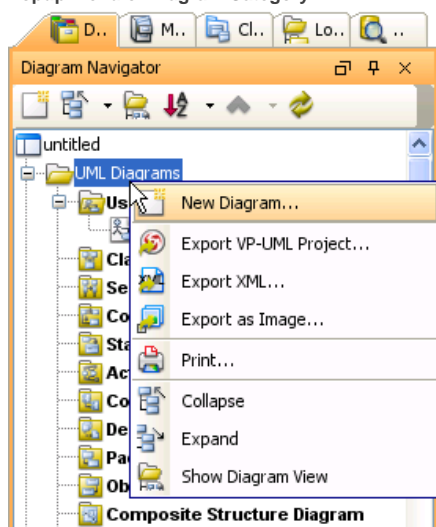 D..
M..
Cl..
Lo..
..
Diagram Navigator
untitled
UML Diagrams
Us
New Diagram...
Export VP-UML Project...
Cla
Se
Export XML...
Co
Export as Image...
Sta
Print...
Ac
Co
Collapse
De
Expand
Pac
Ob
Show Diagram View
Composite Structure Diagram